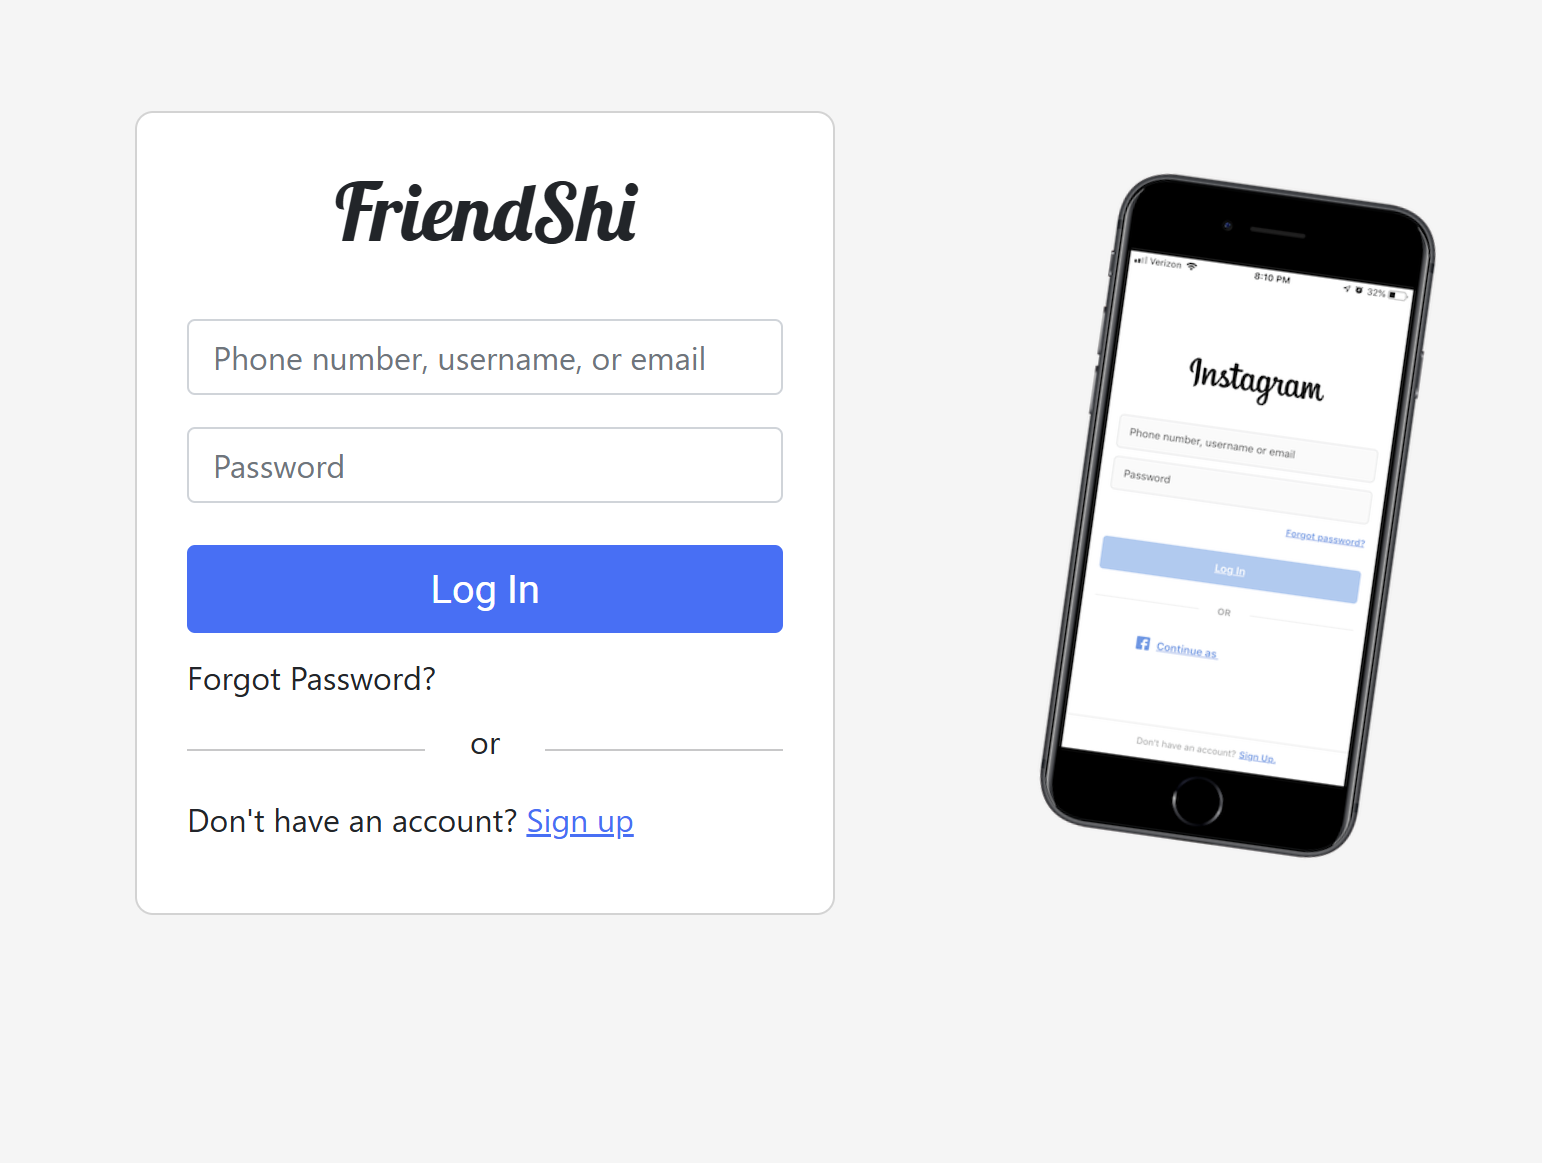 FriendShi
Phone number, username, or email
Password
Log In
Forgot Password?
or
Don't have an account? Sign up
Verizon 8:10 PM 32%
Instagram
Phone number, username or email
Password
Forgot password?
Log In
OR
Continue as
Don't have an account? Sign Up.